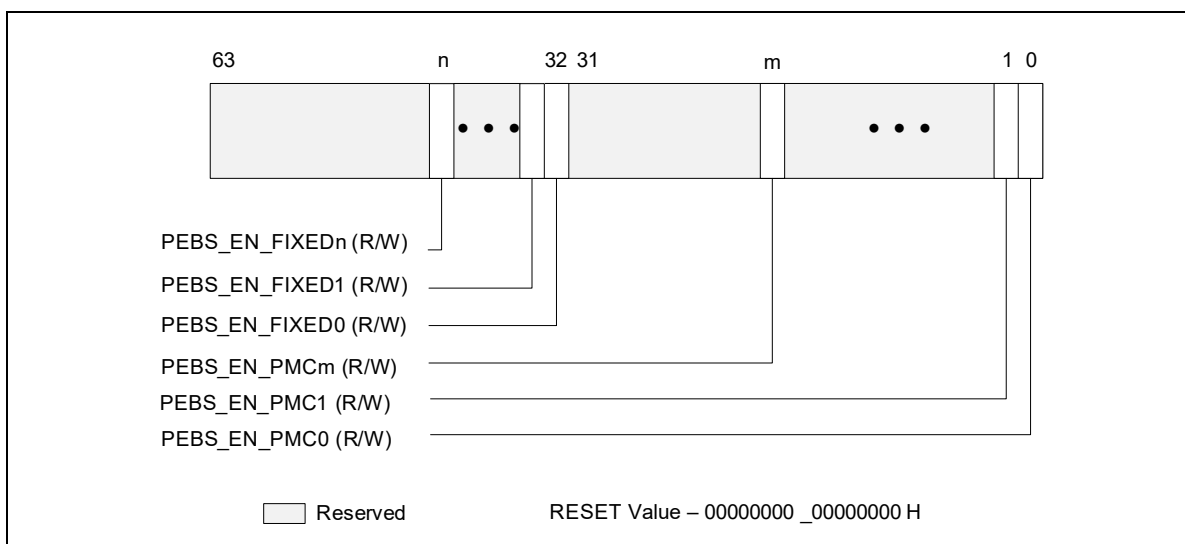 63 n 32 31 m 1 0
• • • • • •
PEBS_EN_FIXEDn (R/W)
PEBS_EN_FIXED1 (R/W)
PEBS_EN_FIXED0 (R/W)
PEBS_EN_PMCm (R/W)
PEBS_EN_PMC1 (R/W)
PEBS_EN_PMC0 (R/W)
Reserved RESET Value – 00000000 _00000000 H